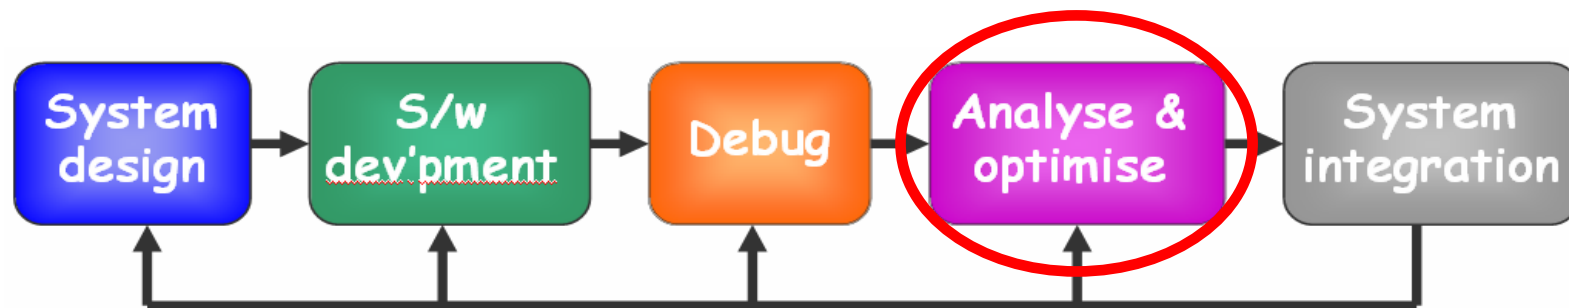 System
design
S/w
dev'pment
Debug
Analyse &
optimise
System
integration